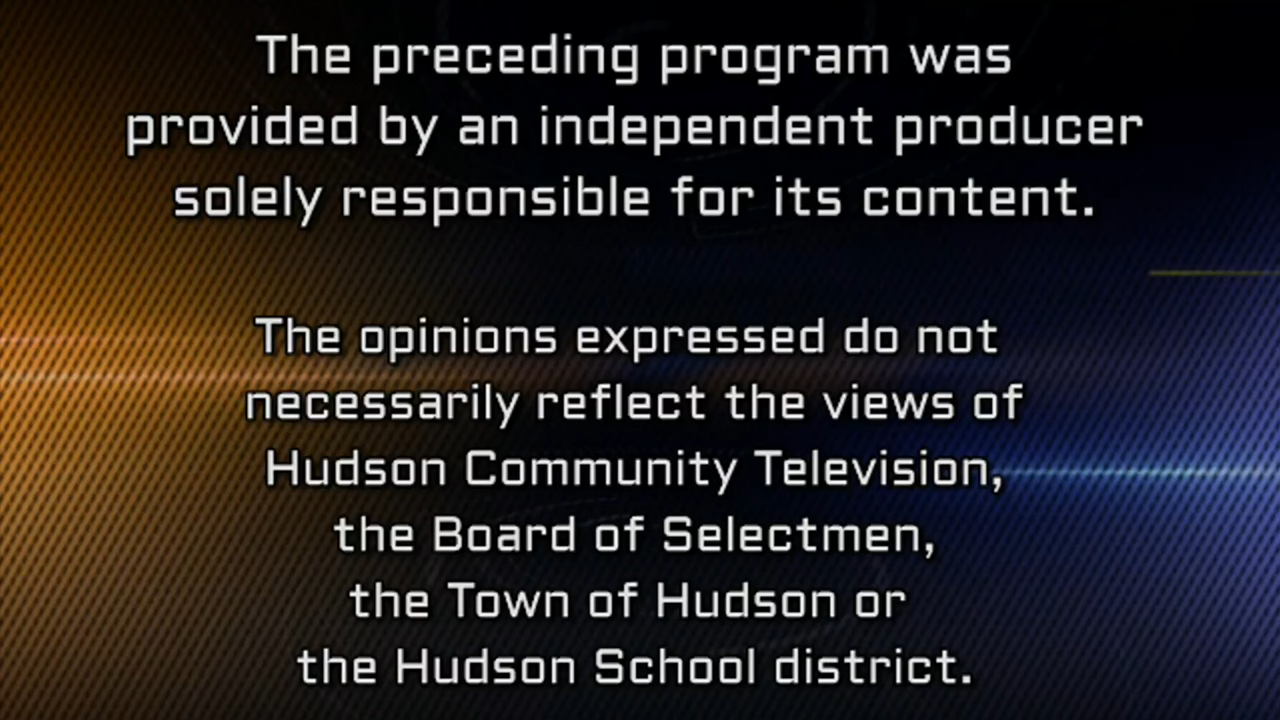 The preceding program was
provided by an independent producer
solely responsible for its content.
The opinions expressed do not
necessarily reflect the views of
Hudson Community Television,
the Board of Selectmen,
the Town of Hudson or
the Hudson School district.